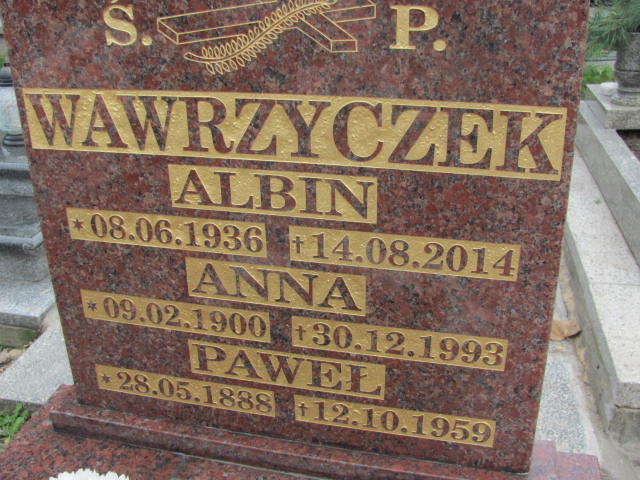 Ś. P.
WAWRZYCZEK
ALBIN
*08.06.1936 †14.08.2014
ANNA
*09.02.1900 †30.12.1993
PAWEŁ
*28.05.1888 †12.10.1959